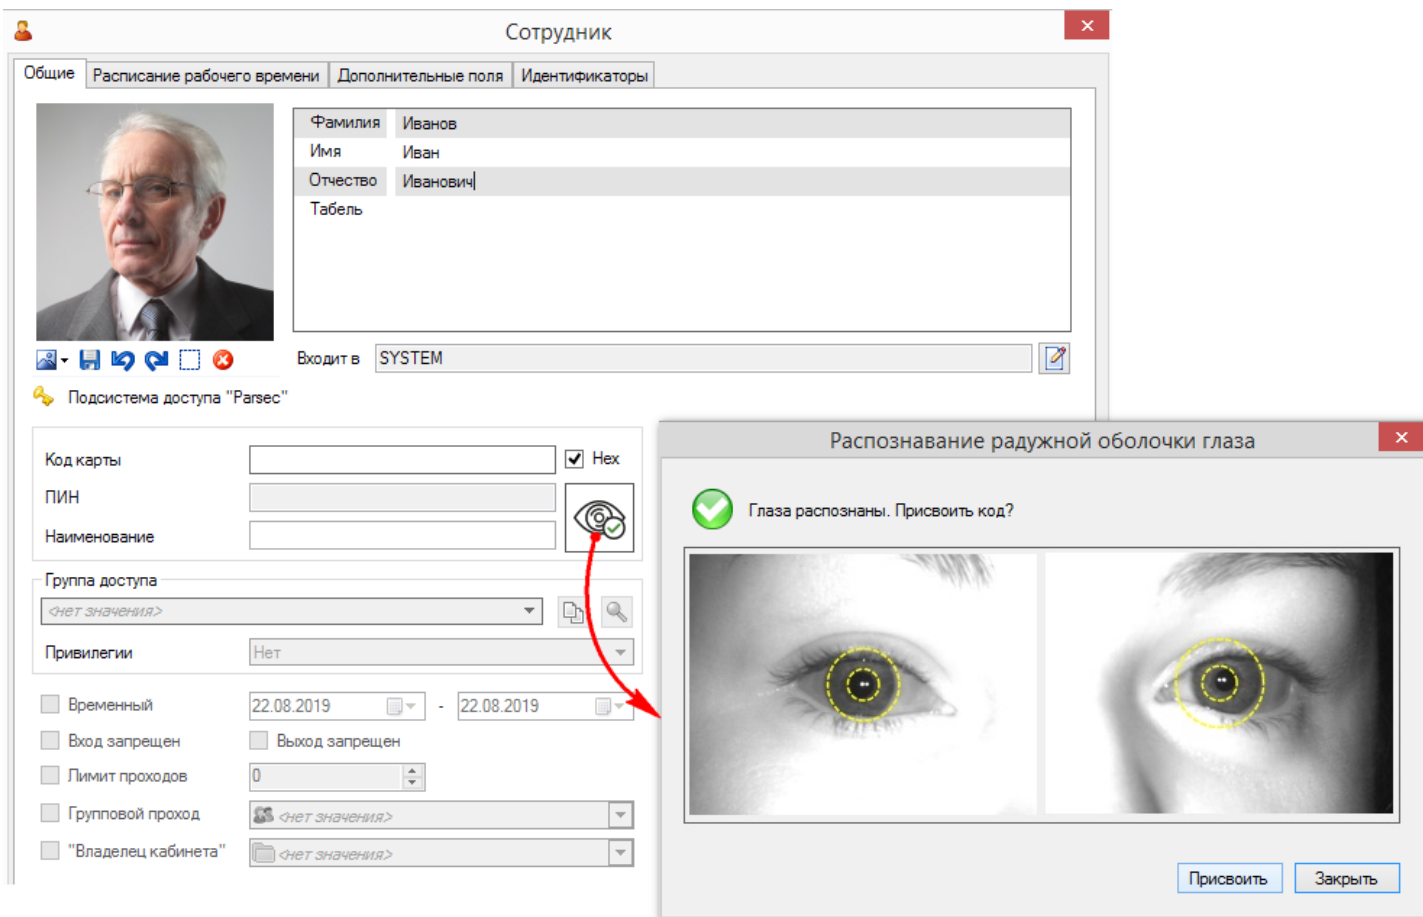 Сотрудник
Общие Расписание рабочего времени Дополнительные поля Идентификаторы
Фамилия Иванов
Имя Иван
Отчество Иванович
Табель
Входит в SYSTEM
Подсистема доступа "Parsec"
Код карты Hex
ПИН
Наименование
Группа доступа
<нет значения>
Привилегии Нет
Временный 22.08.2019 - 22.08.2019
Вход запрещен Выход запрещен
Лимит проходов 0
Групповой проход <нет значения>
"Владелец кабинета" <нет значения>
Распознавание радужной оболочки глаза
Глаза распознаны. Присвоить код?
Присвоить Закрыть